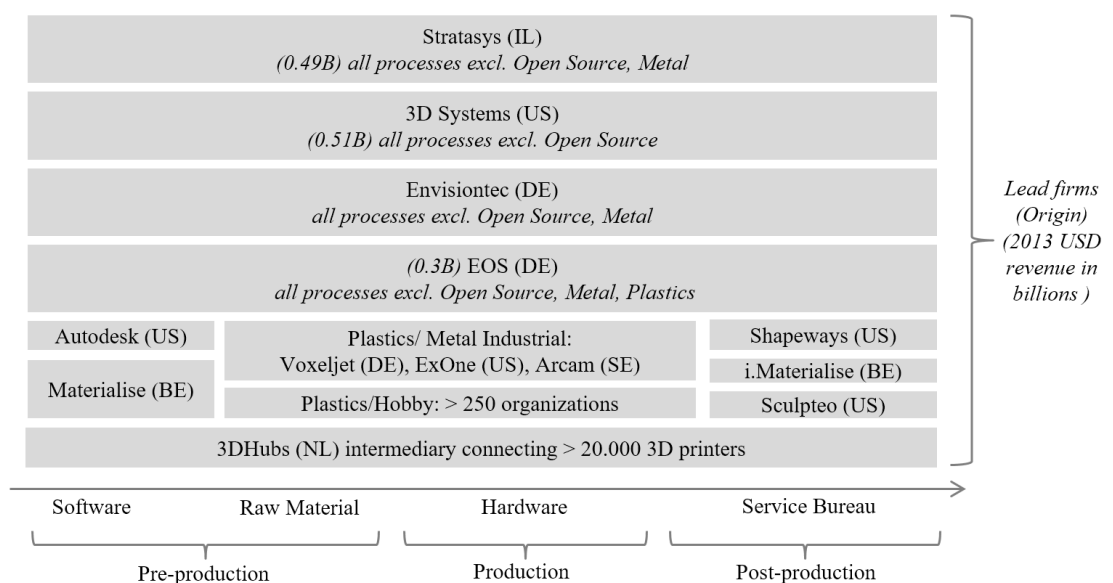 Stratasys (IL)
(0.49B) all processes excl. Open Source, Metal
3D Systems (US)
(0.51B) all processes excl. Open Source
Envisiontec (DE)
all processes excl. Open Source, Metal
(0.3B) EOS (DE)
all processes excl. Open Source, Metal, Plastics
Autodesk (US)
Materialise (BE)
Plastics/ Metal Industrial:
Voxeljet (DE), ExOne (US), Arcam (SE)
Plastics/Hobby: > 250 organizations
Shapeways (US)
i.Materialise (BE)
Sculpteo (US)
3DHubs (NL) intermediary connecting > 20.000 3D printers
Lead firms
(Origin)
(2013 USD
revenue in
billions )
Software
Raw Material
Hardware
Service Bureau
Pre-production
Production
Post-production